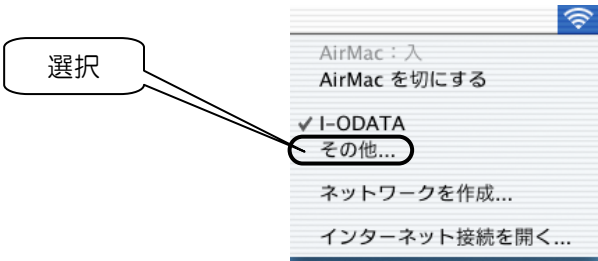 選択
AirMac：入
AirMac を切にする
✓ I-ODATA
その他...
ネットワークを作成...
インターネット接続を開く...